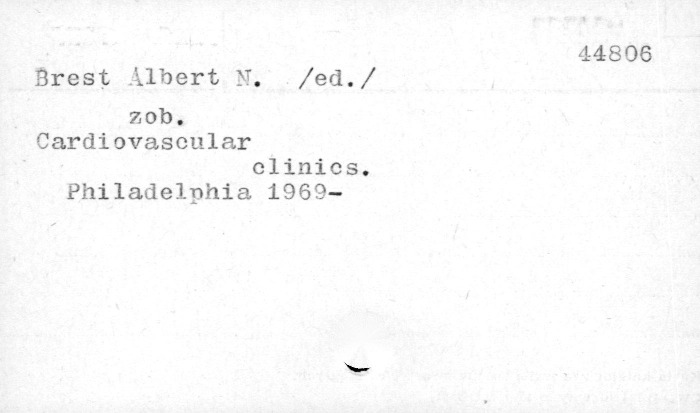 44806
Brest Albert N. /ed./
zob.
Cardiovascular
clinics.
Philadelphia 1969-